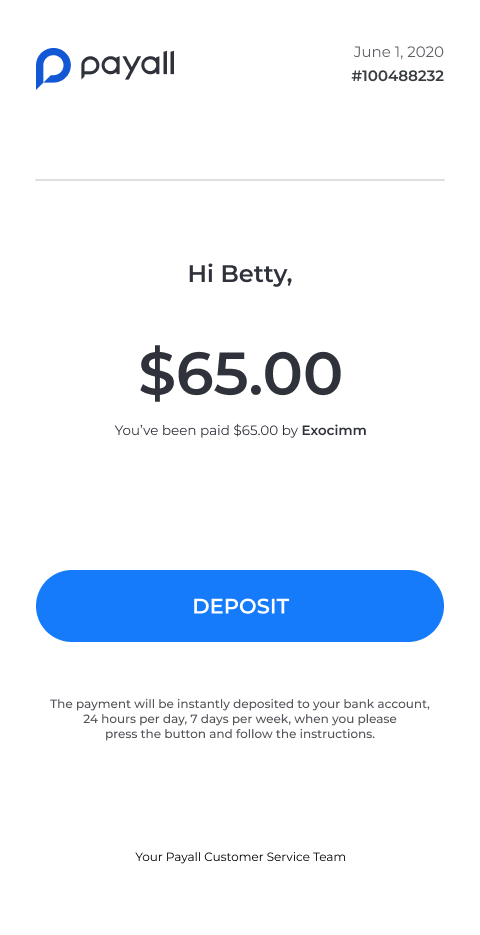 payall
June 1, 2020
#100488232
Hi Betty,
$65.00
You've been paid $65.00 by Exocimm
DEPOSIT
The payment will be instantly deposited to your bank account,
24 hours per day, 7 days per week, when you please
press the button and follow the instructions.
Your Payall Customer Service Team